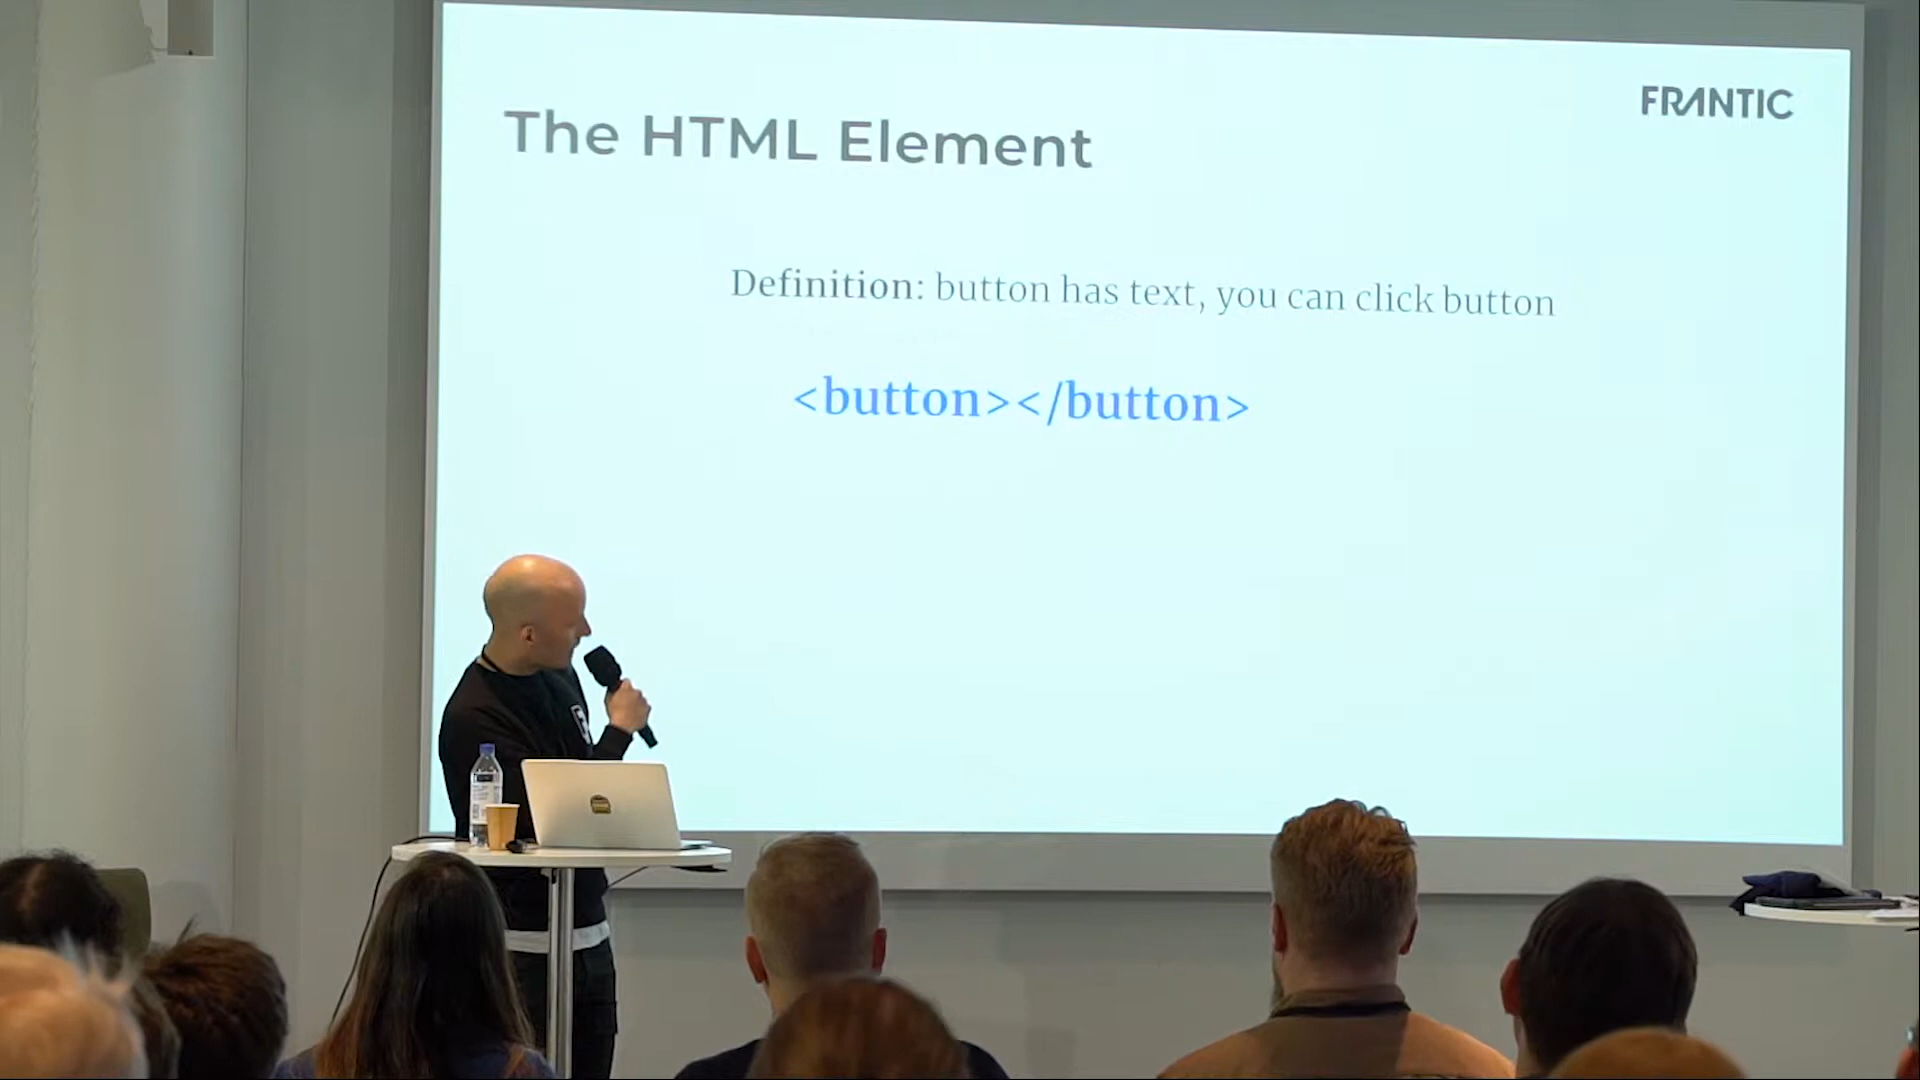 FRANTIC
The HTML Element
Definition: button has text, you can click button
<button></button>